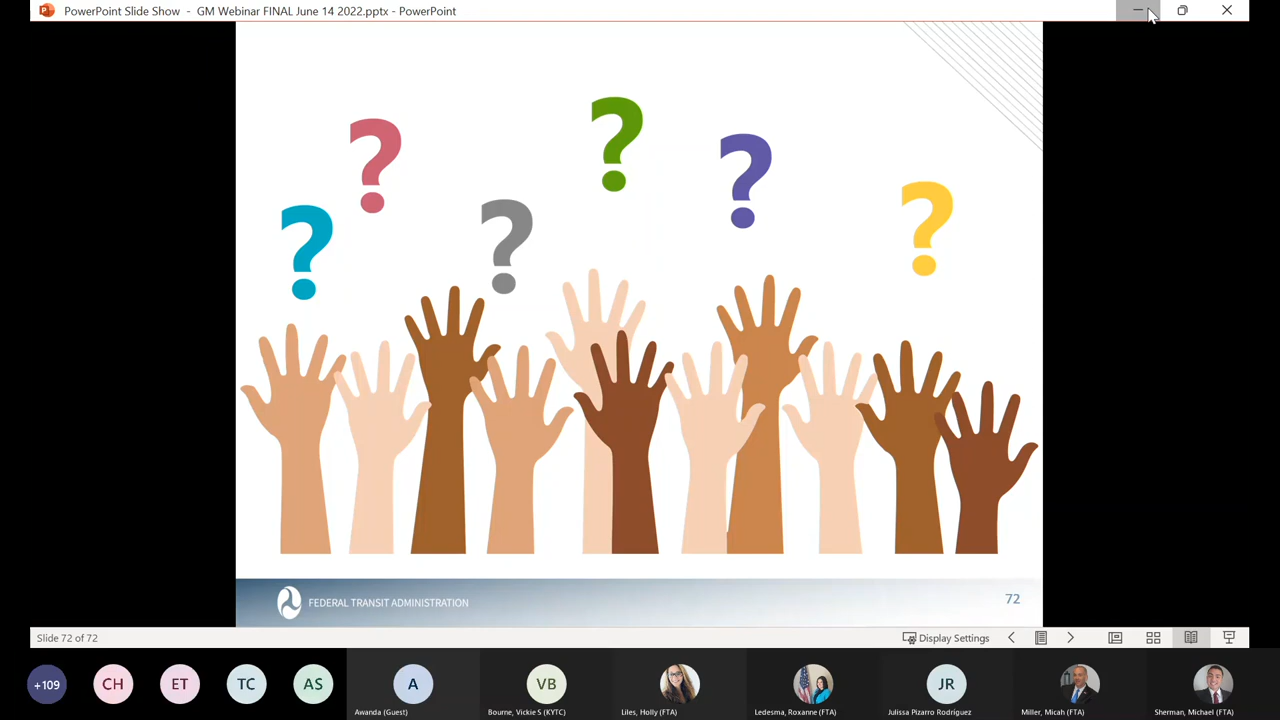 PowerPoint Slide Show - GM Webinar FINAL June 14 2022.pptx - PowerPoint
?
?
?
?
?
?
FEDERAL TRANSIT ADMINISTRATION
72
Slide 72 of 72
Display Settings
+109
CH
ET
TC
AS
A
VB
JR
Awanda (Guest)
Bourne, Vickie S (KYTC)
Liles, Holly (FTA)
Ledesma, Roxanne (FTA)
Julissa Pizarro Rodriguez
Miller, Micah (FTA)
Sherman, Michael (FTA)